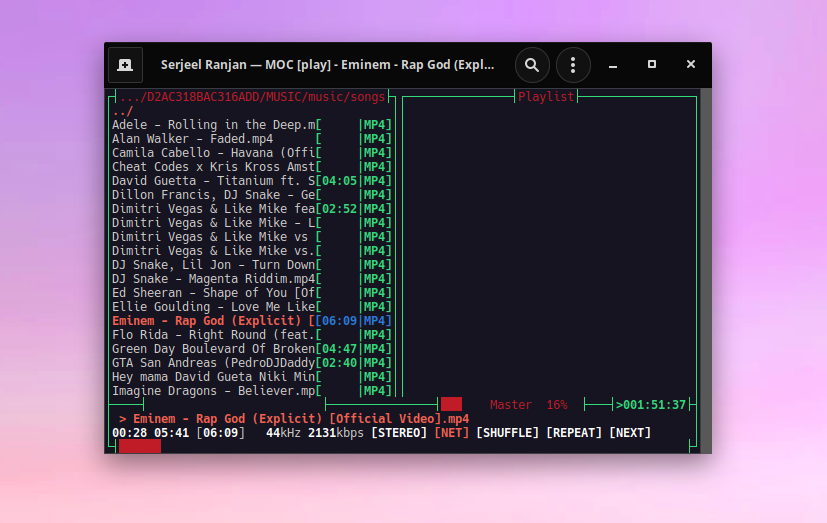 Serjeel Ranjan — MOC [play] - Eminem - Rap God (Expl...
.../D2AC318BAC316ADD/MUSIC/music/songs
Playlist
../
Adele - Rolling in the Deep.m[ |MP4]
Alan Walker - Faded.mp4 [ |MP4]
Camila Cabello - Havana (Offi[ |MP4]
Cheat Codes x Kris Kross Amst[ |MP4]
David Guetta - Titanium ft. S[04:05|MP4]
Dillon Francis, DJ Snake - Ge[ |MP4]
Dimitri Vegas & Like Mike fea[02:52|MP4]
Dimitri Vegas & Like Mike - L[ |MP4]
Dimitri Vegas & Like Mike vs [ |MP4]
Dimitri Vegas & Like Mike vs.[ |MP4]
DJ Snake, Lil Jon - Turn Down[ |MP4]
DJ Snake - Magenta Riddim.mp4[ |MP4]
Ed Sheeran - Shape of You [Of[ |MP4]
Ellie Goulding - Love Me Like[ |MP4]
Eminem - Rap God (Explicit) [[06:09|MP4]
Flo Rida - Right Round (feat.[ |MP4]
Green Day Boulevard Of Broken[04:47|MP4]
GTA San Andreas (PedroDJDaddy[02:40|MP4]
Hey mama David Gueta Niki Min[ |MP4]
Imagine Dragons - Believer.mp[ |MP4]
Master 16% >001:51:37
> Eminem - Rap God (Explicit) [Official Video].mp4
00:28 05:41 [06:09] 44kHz 2131kbps [STEREO] [NET] [SHUFFLE] [REPEAT] [NEXT]